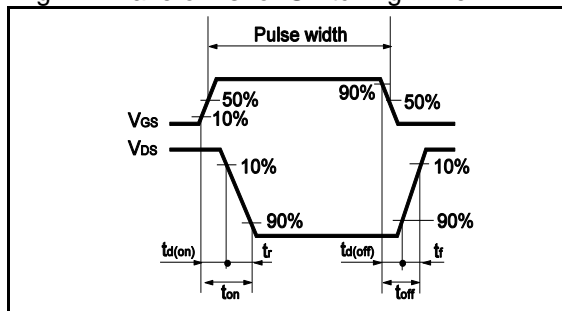 Pulse width
90%
50%
50%
10%
VGS
VDS
10%
10%
90%
90%
td(on)
tr
td(off)
tf
ton
toff